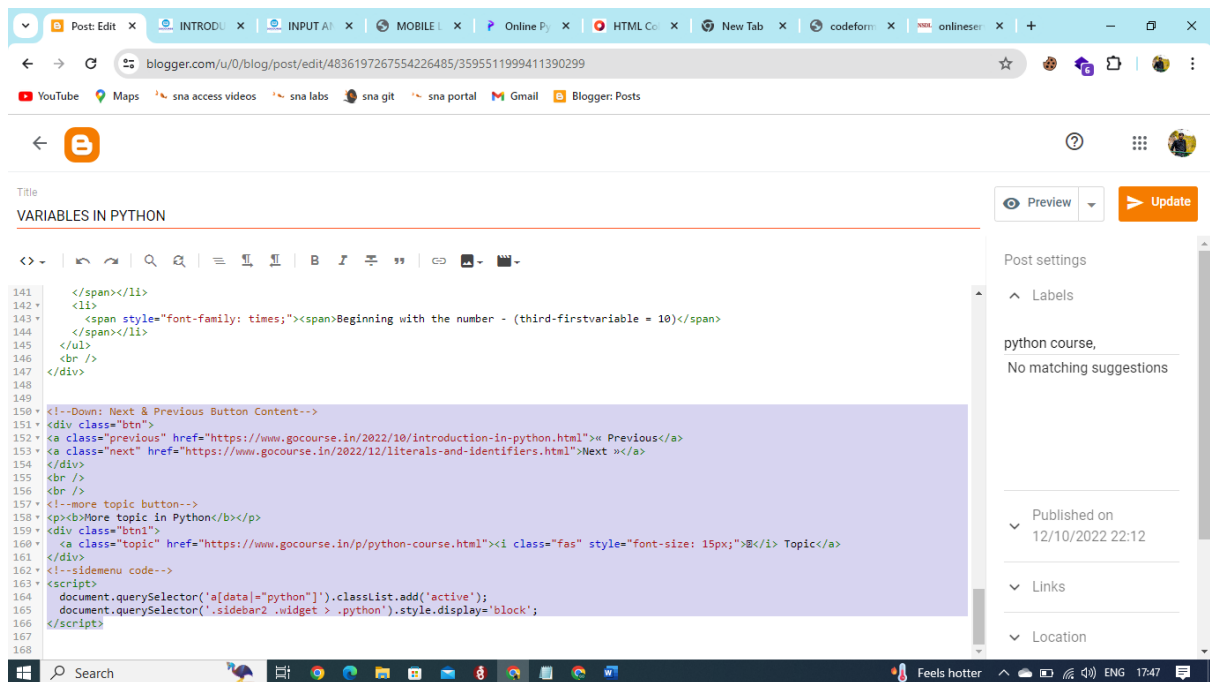 Post: Edit
INTRODU
INPUT AN
MOBILE L
Online Py
HTML Co
New Tab
codeform
NSDL onlineser
blogger.com/u/0/blog/post/edit/4836197267554226485/3595511999411390299
6
YouTube Maps sna access videos sna labs sna git sna portal Gmail Blogger: Posts
Title
VARIABLES IN PYTHON
Preview
Update
Post settings
Labels
python course,
No matching suggestions
Published on
12/10/2022 22:12
Links
Location
141 </span></li>
142 <li>
143 <span style="font-family: times;"><span>Beginning with the number - (third-firstvariable = 10)</span>
144 </span></li>
145 </ul>
146 <br />
147 </div>
148
149
150 <!--Down: Next & Previous Button Content-->
151 <div class="btn">
152 <a class="previous" href="https://www.gocourse.in/2022/10/introduction-in-python.html">« Previous</a>
153 <a class="next" href="https://www.gocourse.in/2022/12/literals-and-identifiers.html">Next »</a>
154 </div>
155 <br />
156 <br />
157 <!--more topic button-->
158 <p><b>More topic in Python</b></p>
159 <div class="btn1">
160 <a class="topic" href="https://www.gocourse.in/p/python-course.html"><i class="fas" style="font-size: 15px;"></i> Topic</a>
161 </div>
162 <!--sidemenu code-->
163 <script>
164 document.querySelector('a[data|="python"]').classList.add('active');
165 document.querySelector('.sidebar2 .widget > .python').style.display='block';
166 </script>
167
168
Search
Feels hotter
ENG 17:47